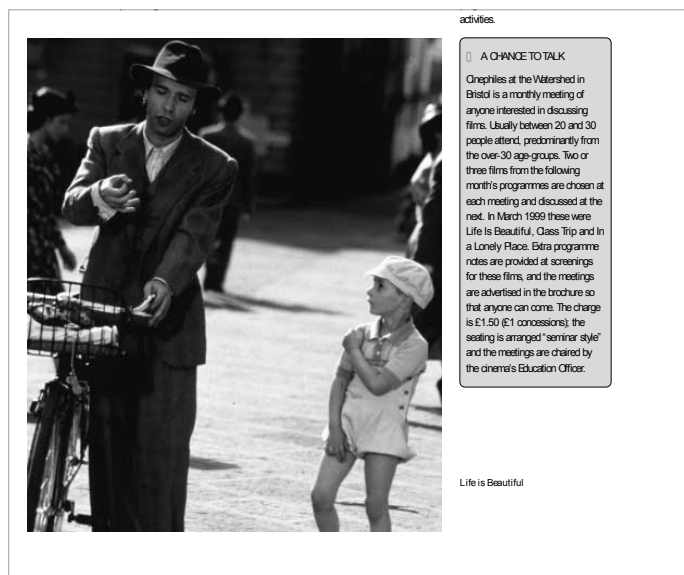 activities.
A CHANCE TO TALK
Cinephiles at the Watershed in
Bristol is a monthly meeting of
anyone interested in discussing
films. Usually between 20 and 30
people attend, predominantly from
the over-30 age-groups. Two or
three films from the following
month's programmes are chosen at
each meeting and discussed at the
next. In March 1999 these were
Life Is Beautiful, Class Trip and In
a Lonely Place. Extra programme
notes are provided at screenings
for these films, and the meetings
are advertised in the brochure so
that anyone can come. The charge
is £1.50 (£1 concessions); the
seating is arranged "seminar style"
and the meetings are chaired by
the cinema's Education Officer.
Life is Beautiful